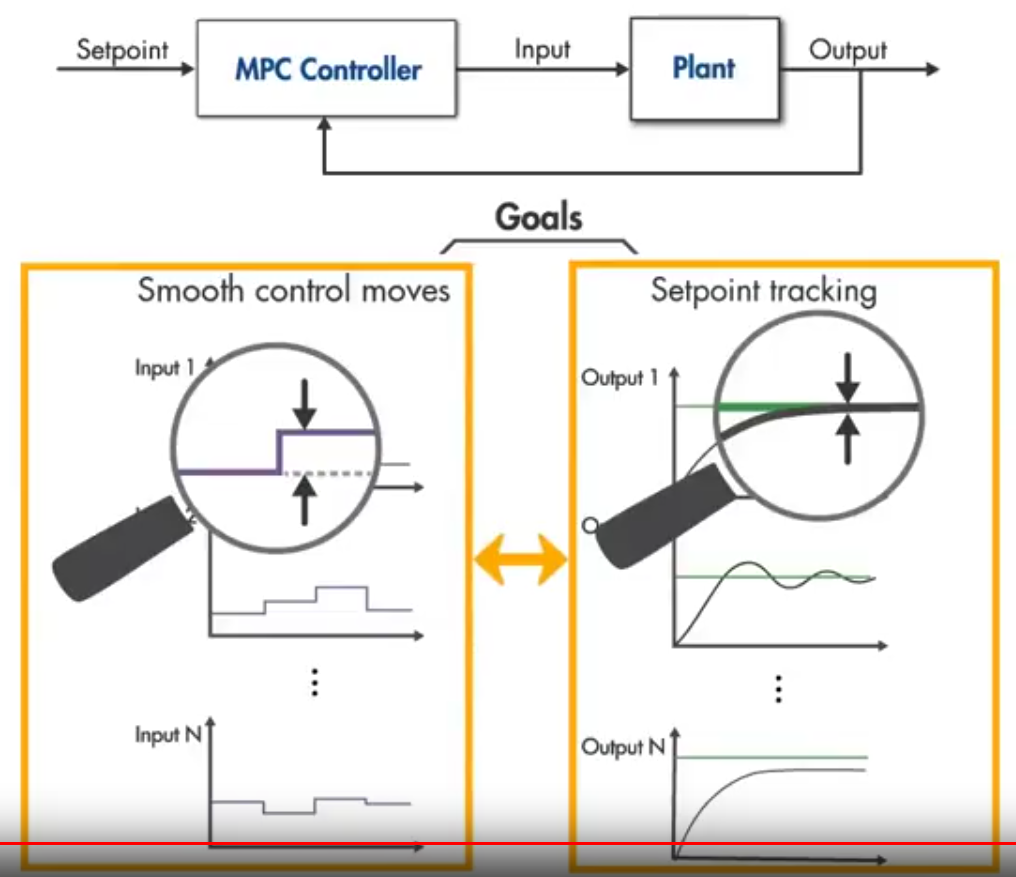 Setpoint
MPC Controller
Input
Plant
Output
Goals
Smooth control moves
Setpoint tracking
Input 1
Output 1
Input N
Output N